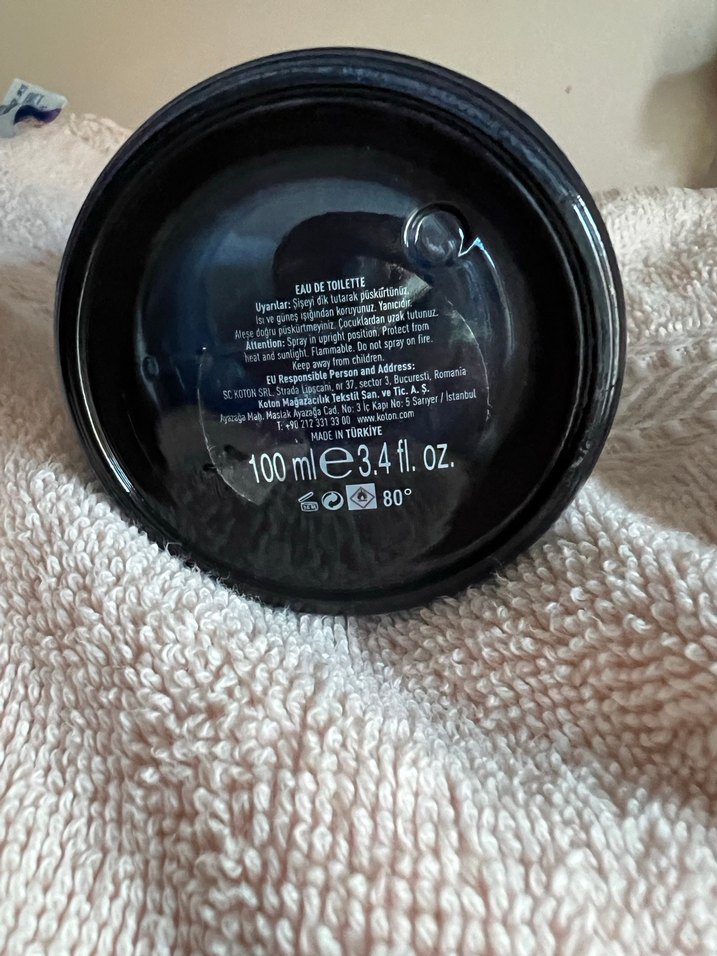 EAU DE TOILETTE
Uyarılar: Şişeyi dik tutarak püskürtünüz.
Isı ve güneş ışığından koruyunuz. Yanıcıdır.
Ateşe doğru püskürtmeyiniz. Çocuklardan uzak tutunuz.
Attention: Spray in upright position. Protect from
heat and sunlight. Flammable. Do not spray on fire.
Keep away from children.
EU Responsible Person and Address:
SC KOTON SRL. Strada Lipscani, nr 37, sector 3, Bucuresti, Romania
Koton Mağazacılık Tekstil San. ve Tic. A. Ş.
Ayazağa Mah. Maslak Ayazağa Cad. No: 3 İç Kapı No: 5 Sarıyer / İstanbul
T: +90 212 331 33 00 www.koton.com
MADE IN TÜRKİYE
100 ml e 3.4 fl. oz.
80°